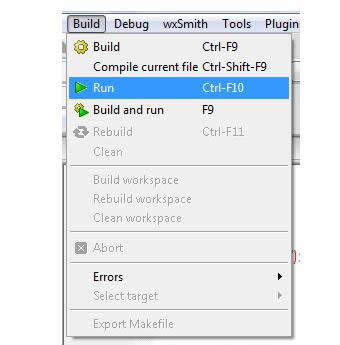 Build Debug wxSmith Tools Plugin
Build Ctrl-F9
Compile current file Ctrl-Shift-F9
Run Ctrl-F10
Build and run F9
Rebuild Ctrl-F11
Clean
Build workspace
Rebuild workspace
Clean workspace
Abort
Errors
Select target
Export Makefile